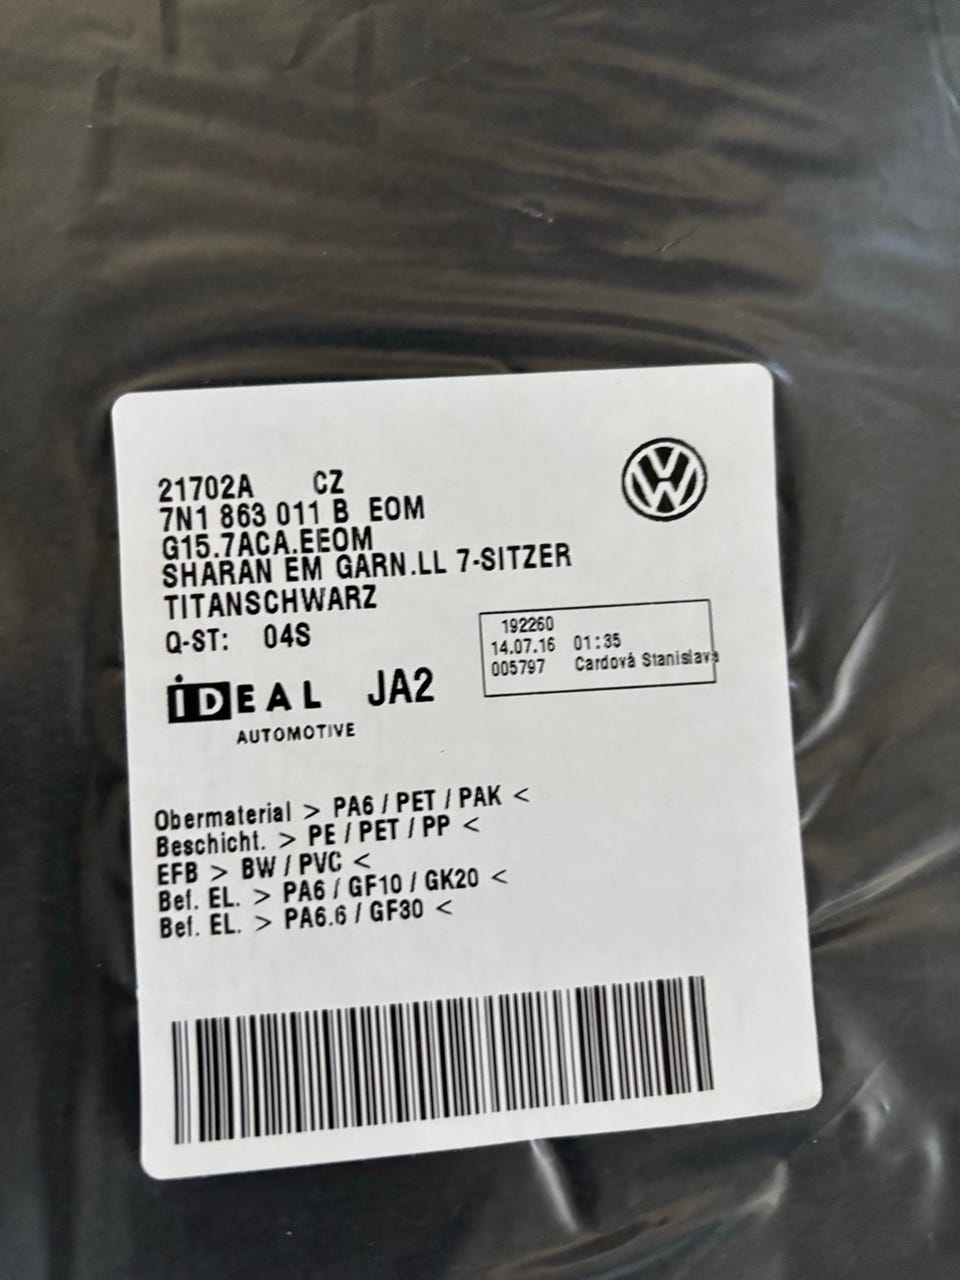 21702A CZ
7N1 863 011 B EOM
G15.7ACA.EEOM
SHARAN EM GARN.LL 7-SITZER
TITANSCHWARZ
Q-ST: 04S
192260
14.07.16 01:35
005797 Cardová Stanislava
iDEAL JA2
AUTOMOTIVE
Obermaterial > PA6 / PET / PAK <
Beschicht. > PE / PET / PP <
EFB > BW / PVC <
Bef. EL. > PA6 / GF10 / GK20 <
Bef. EL. > PA6.6 / GF30 <